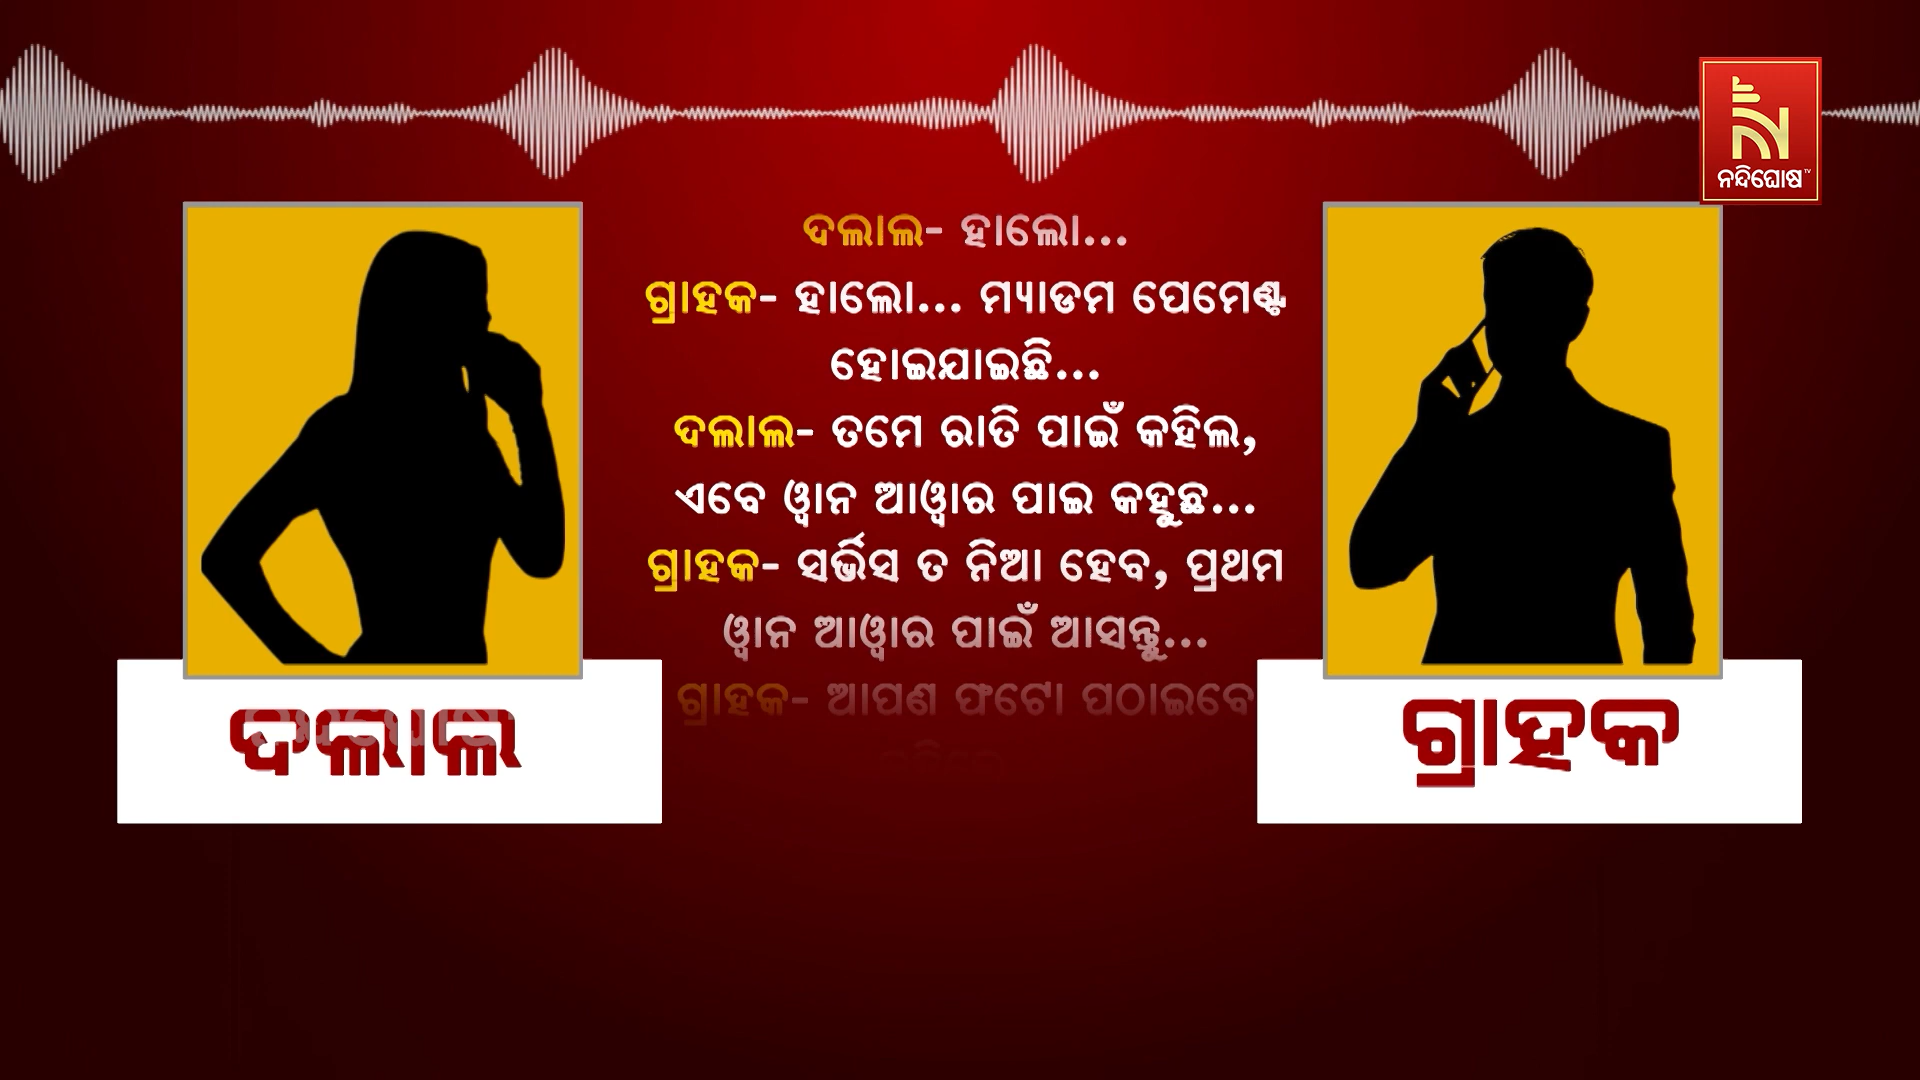 ନନ୍ଦିଘୋଷ TV
ଦଲାଲ- ହାଲୋ...
ଗ୍ରାହକ- ହାଲୋ... ମ୍ୟାଡମ ପେମେଣ୍ଟ
ହୋଇଯାଇଛି...
ଦଲାଲ- ତମେ ରାତି ପାଇଁ କହିଲ,
ଏବେ ୱାନ ଆୱାର ପାଇ କହୁଛ...
ଗ୍ରାହକ- ସର୍ଭିସ ତ ନିଆ ହେବ, ପ୍ରଥମ
ୱାନ ଆୱାର ପାଇଁ ଆସନ୍ତୁ...
ଗ୍ରାହକ- ଆପଣ ଫଟୋ ପଠାଇବେ
ଦଲାଲ
ଗ୍ରାହକ